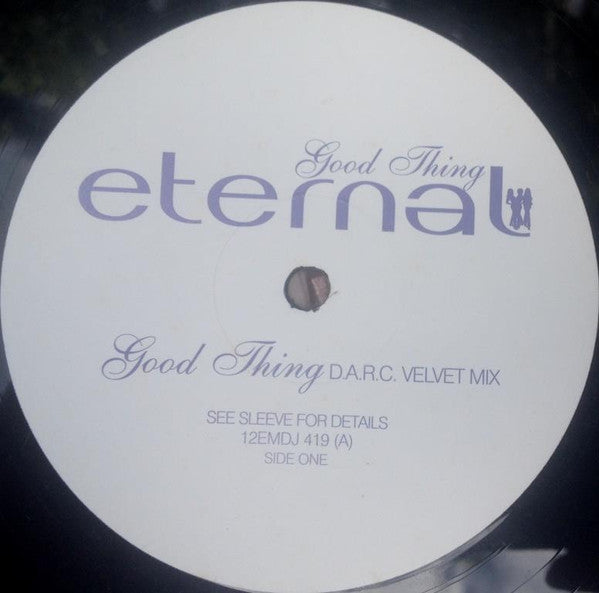 Good Thing
eternal
Good Thing D.A.R.C. VELVET MIX
SEE SLEEVE FOR DETAILS
12EMDJ 419 (A)
SIDE ONE